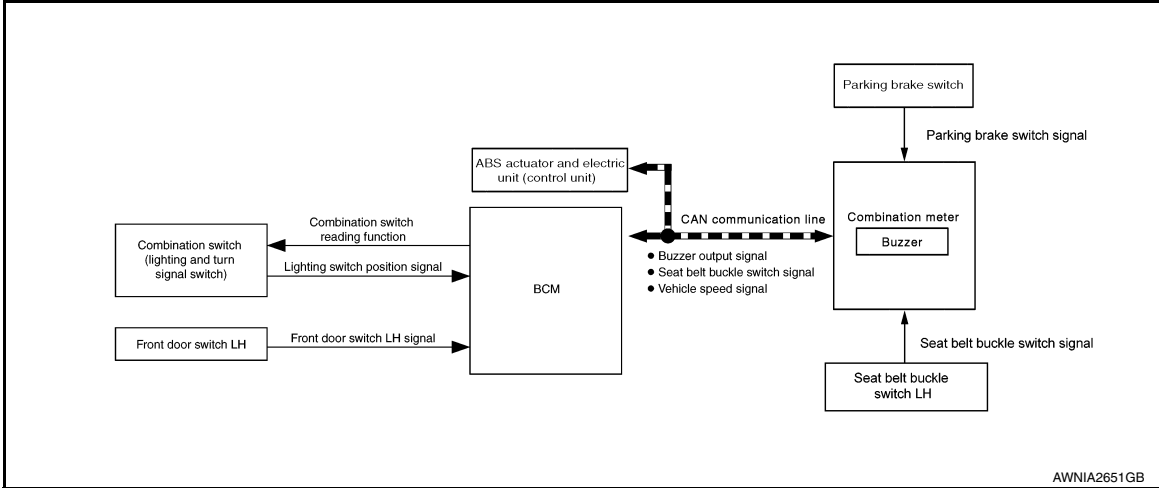 Parking brake switch
Parking brake switch signal
ABS actuator and electric
unit (control unit)
CAN communication line
Combination meter
Buzzer
Combination switch
reading function
Combination switch
(lighting and turn
signal switch)
Lighting switch position signal
● Buzzer output signal
● Seat belt buckle switch signal
● Vehicle speed signal
BCM
Front door switch LH
Front door switch LH signal
Seat belt buckle switch signal
Seat belt buckle
switch LH
AWNIA2651GB